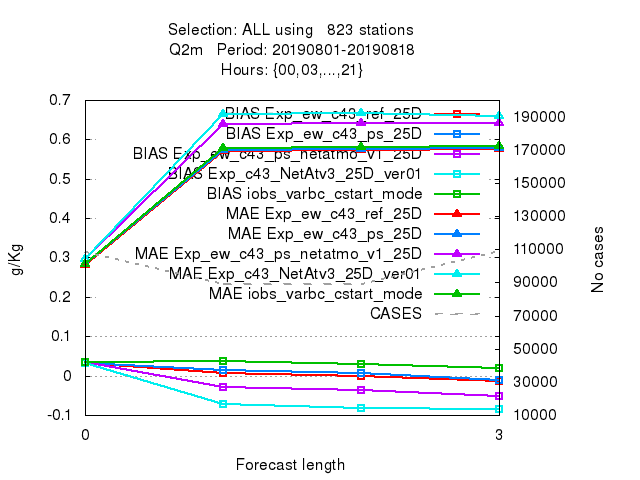 Selection: ALL using   823 stations
Q2m   Period: 20190801-20190818
Hours: {00,03,...,21}
0.7
0.6
0.5
0.4
0.3
0.2
0.1
0
-0.1
g/Kg
BIAS Exp_ew_c43_ref_25D
BIAS Exp_ew_c43_ps_25D
BIAS Exp_ew_c43_ps_netatmo_v1_25D
BIAS Exp_c43_NetAtv3_25D_ver01
BIAS iobs_varbc_cstart_mode
MAE Exp_ew_c43_ref_25D
MAE Exp_ew_c43_ps_25D
MAE Exp_ew_c43_ps_netatmo_v1_25D
MAE Exp_c43_NetAtv3_25D_ver01
MAE iobs_varbc_cstart_mode
CASES
190000
170000
150000
130000
110000
90000
70000
50000
30000
10000
No cases
0
3
Forecast length